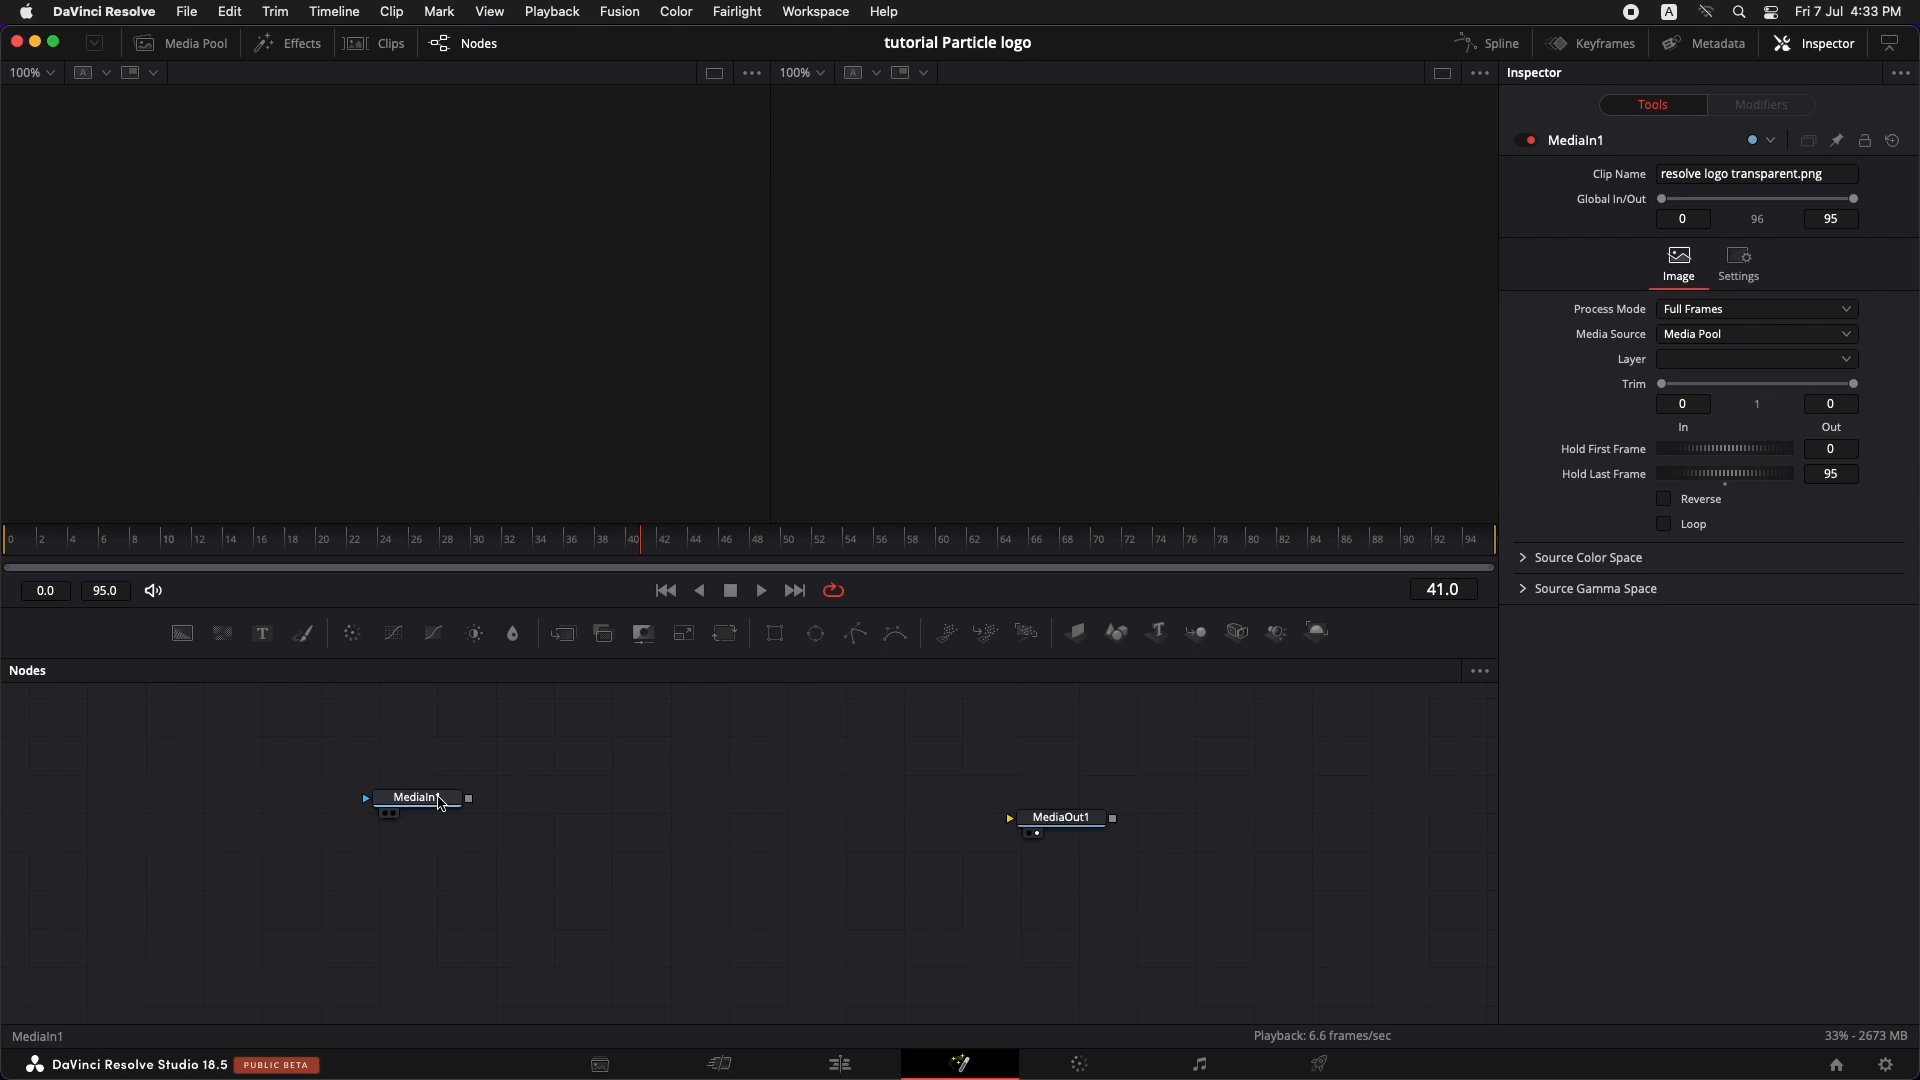 DaVinci Resolve File Edit Trim Timeline Clip Mark View Playback Fusion Color Fairlight Workspace Help A Fri 7 Jul 4:33 PM
Media Pool Effects Clips Nodes tutorial Particle logo Spline Keyframes Metadata Inspector
100% A 100% A Inspector
Tools Modifiers
MediaIn1
Clip Name resolve logo transparent.png
Global In/Out
0 96 95
Image Settings
Process Mode Full Frames
Media Source Media Pool
Layer
Trim
0 1 0
In Out
Hold First Frame 0
Hold Last Frame 95
Reverse
Loop
Source Color Space
Source Gamma Space
0 2 4 6 8 10 12 14 16 18 20 22 24 26 28 30 32 34 36 38 40 42 44 46 48 50 52 54 56 58 60 62 64 66 68 70 72 74 76 78 80 82 84 86 88 90 92 94
0.0 95.0 41.0
T T
Nodes
MediaIn1
MediaOut1
MediaIn1 Playback: 6.6 frames/sec 33% - 2673 MB
DaVinci Resolve Studio 18.5 PUBLIC BETA